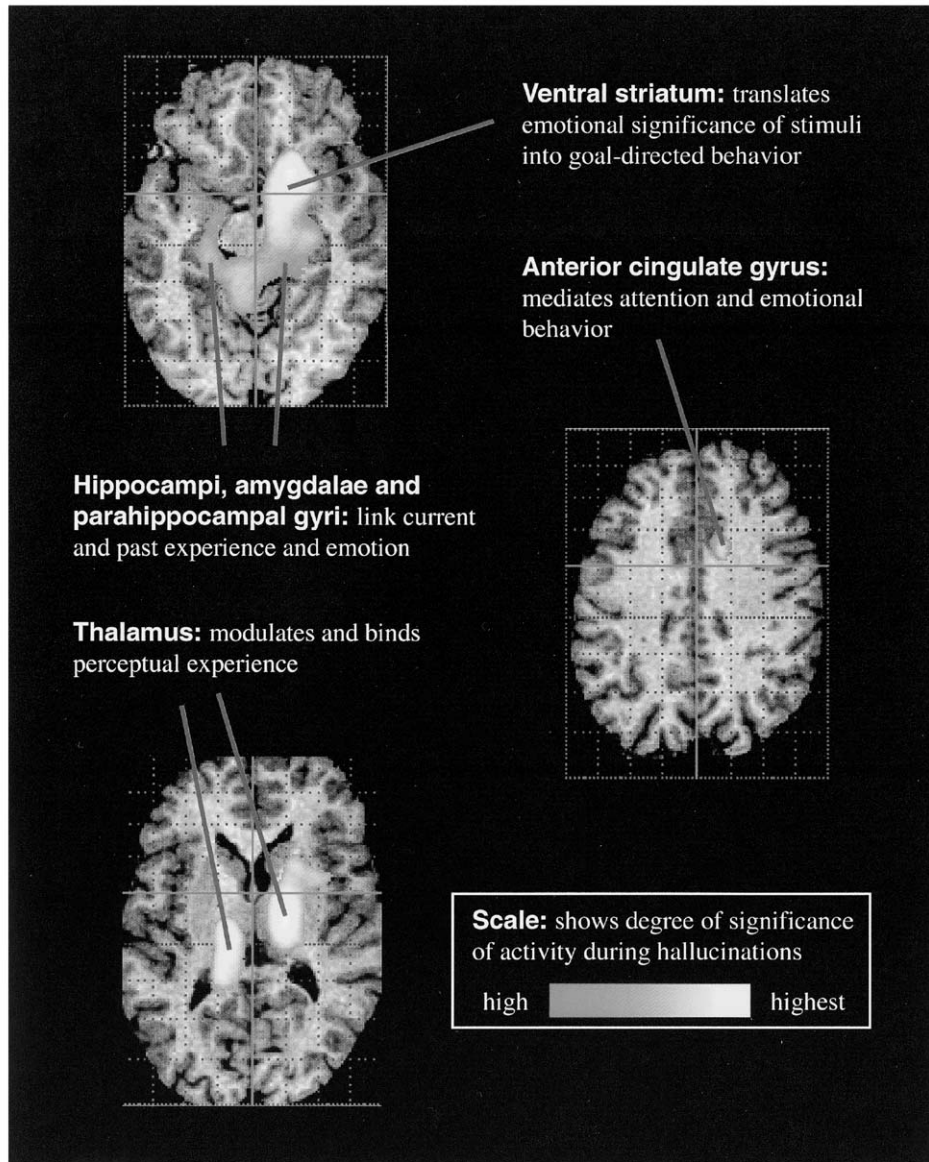 Ventral striatum: translates
emotional significance of stimuli
into goal-directed behavior
Anterior cingulate gyrus:
mediates attention and emotional
behavior
Hippocampi, amygdalae and
parahippocampal gyri: link current
and past experience and emotion
Thalamus: modulates and binds
perceptual experience
Scale: shows degree of significance
of activity during hallucinations
high highest